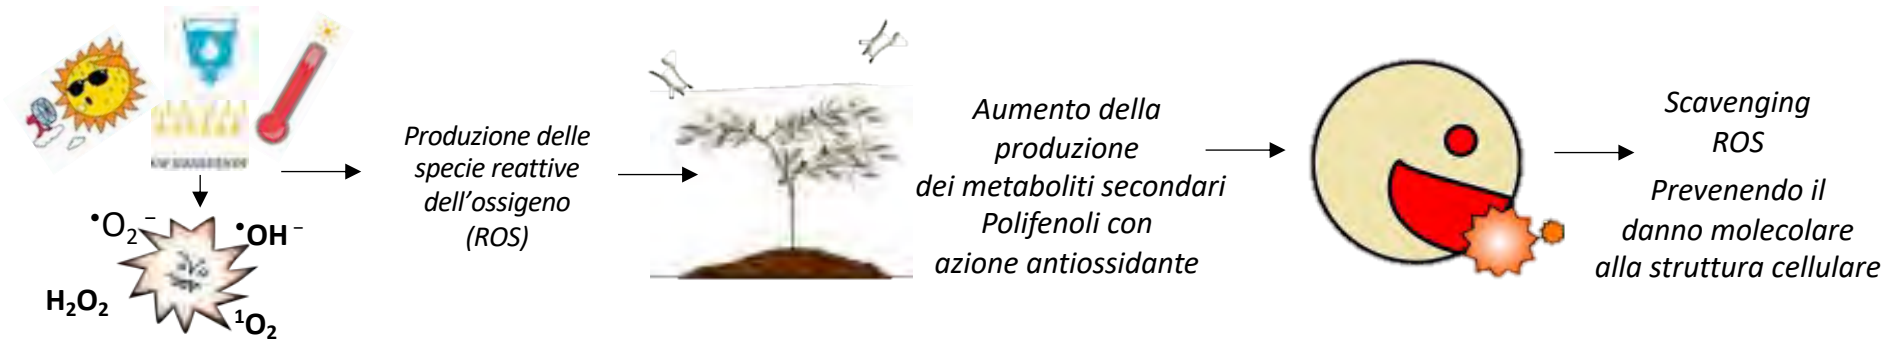 •O2–
•OH –
H2O2
1O2
Produzione delle
specie reattive
dell’ossigeno
(ROS)
Aumento della
produzione
dei metaboliti secondari
Polifenoli con
azione antiossidante
Scavenging
ROS
Prevenendo il
danno molecolare
alla struttura cellulare